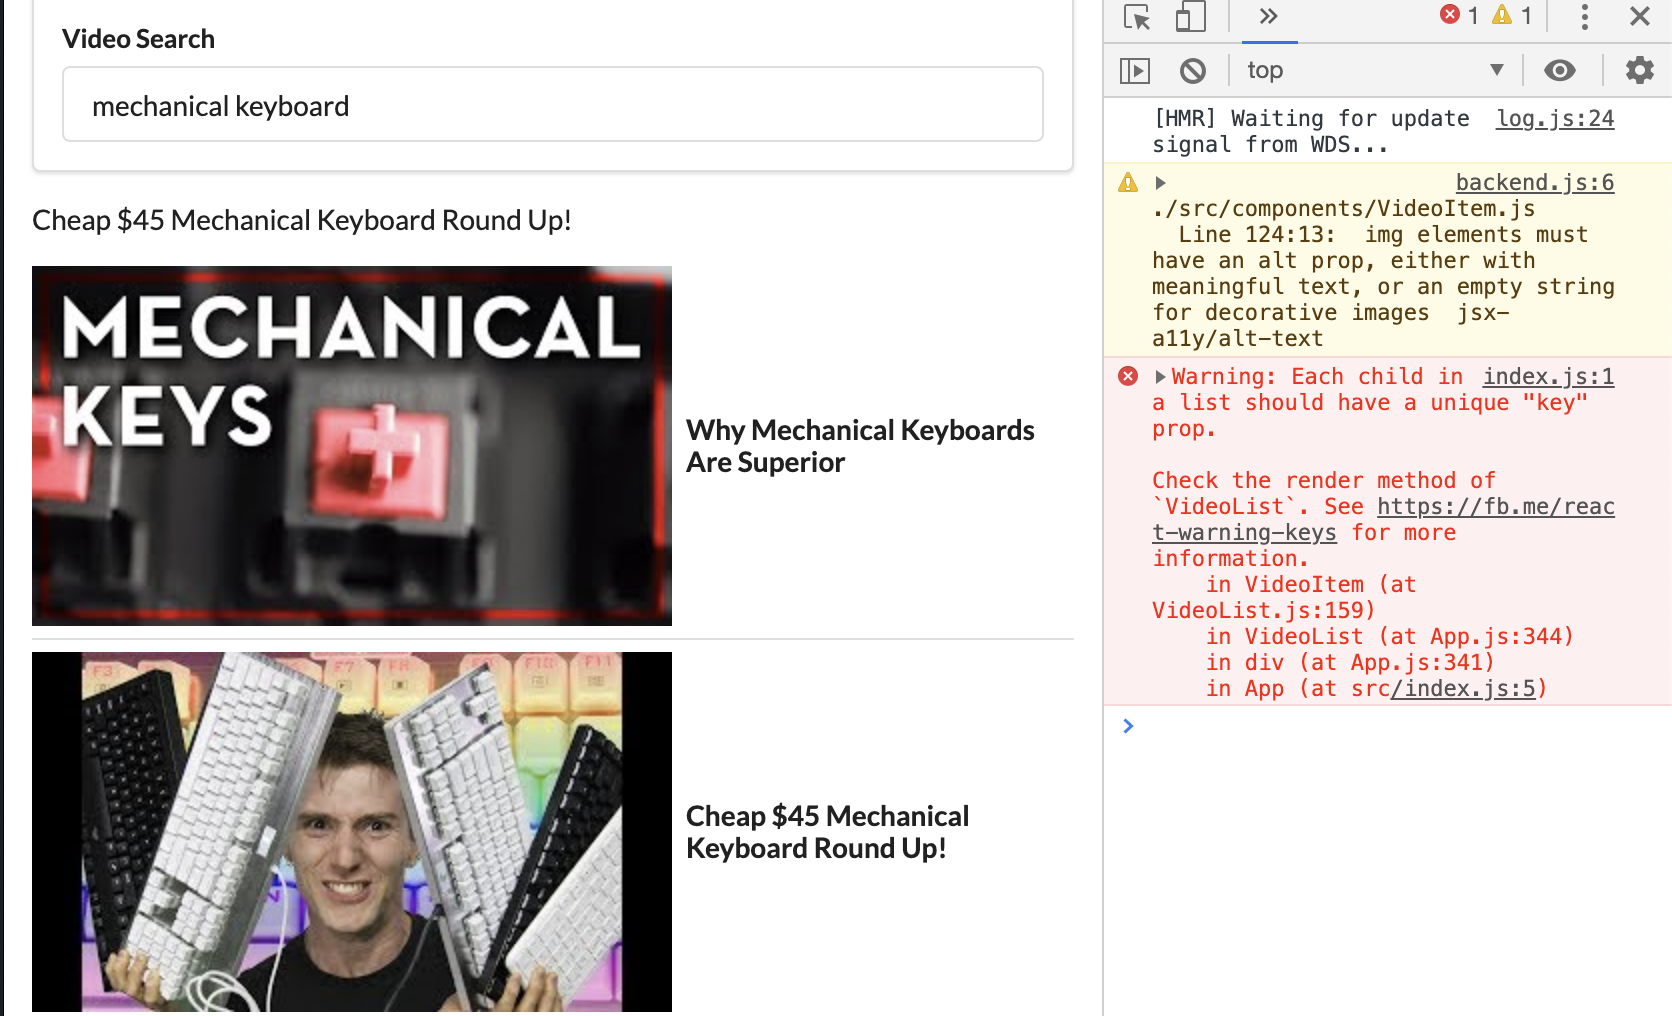 Video Search
mechanical keyboard
Cheap $45 Mechanical Keyboard Round Up!
MECHANICAL
KEYS
Why Mechanical Keyboards
Are Superior
F3
F7
F10
F11
Cheap $45 Mechanical
Keyboard Round Up!
1 1
top
[HMR] Waiting for update log.js:24
signal from WDS...
backend.js:6
./src/components/VideoItem.js
Line 124:13: img elements must
have an alt prop, either with
meaningful text, or an empty string
for decorative images jsx-
a11y/alt-text
Warning: Each child in index.js:1
a list should have a unique "key"
prop.
Check the render method of
`VideoList`. See https://fb.me/reac
t-warning-keys for more
information.
in VideoItem (at
VideoList.js:159)
in VideoList (at App.js:344)
in div (at App.js:341)
in App (at src/index.js:5)